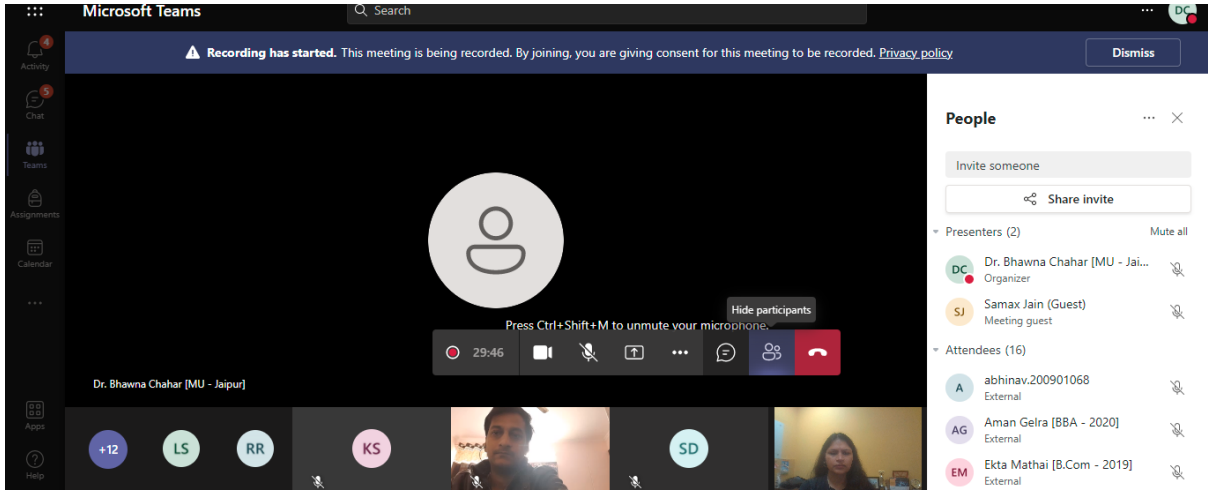 Microsoft Teams
Search
DC
4
Activity
Recording has started. This meeting is being recorded. By joining, you are giving consent for this meeting to be recorded. Privacy policy
Dismiss
5
Chat
Teams
Assignments
Calendar
Apps
Help
Press Ctrl+Shift+M to unmute your microphone.
Hide participants
29:46
Dr. Bhawna Chahar [MU - Jaipur]
+12
LS
RR
KS
SD
People
Invite someone
Share invite
Presenters (2)
Mute all
DC
Dr. Bhawna Chahar [MU - Jai...
Organizer
SJ
Samax Jain (Guest)
Meeting guest
Attendees (16)
A
abhinav.200901068
External
AG
Aman Gelra [BBA - 2020]
External
EM
Ekta Mathai [B.Com - 2019]
External